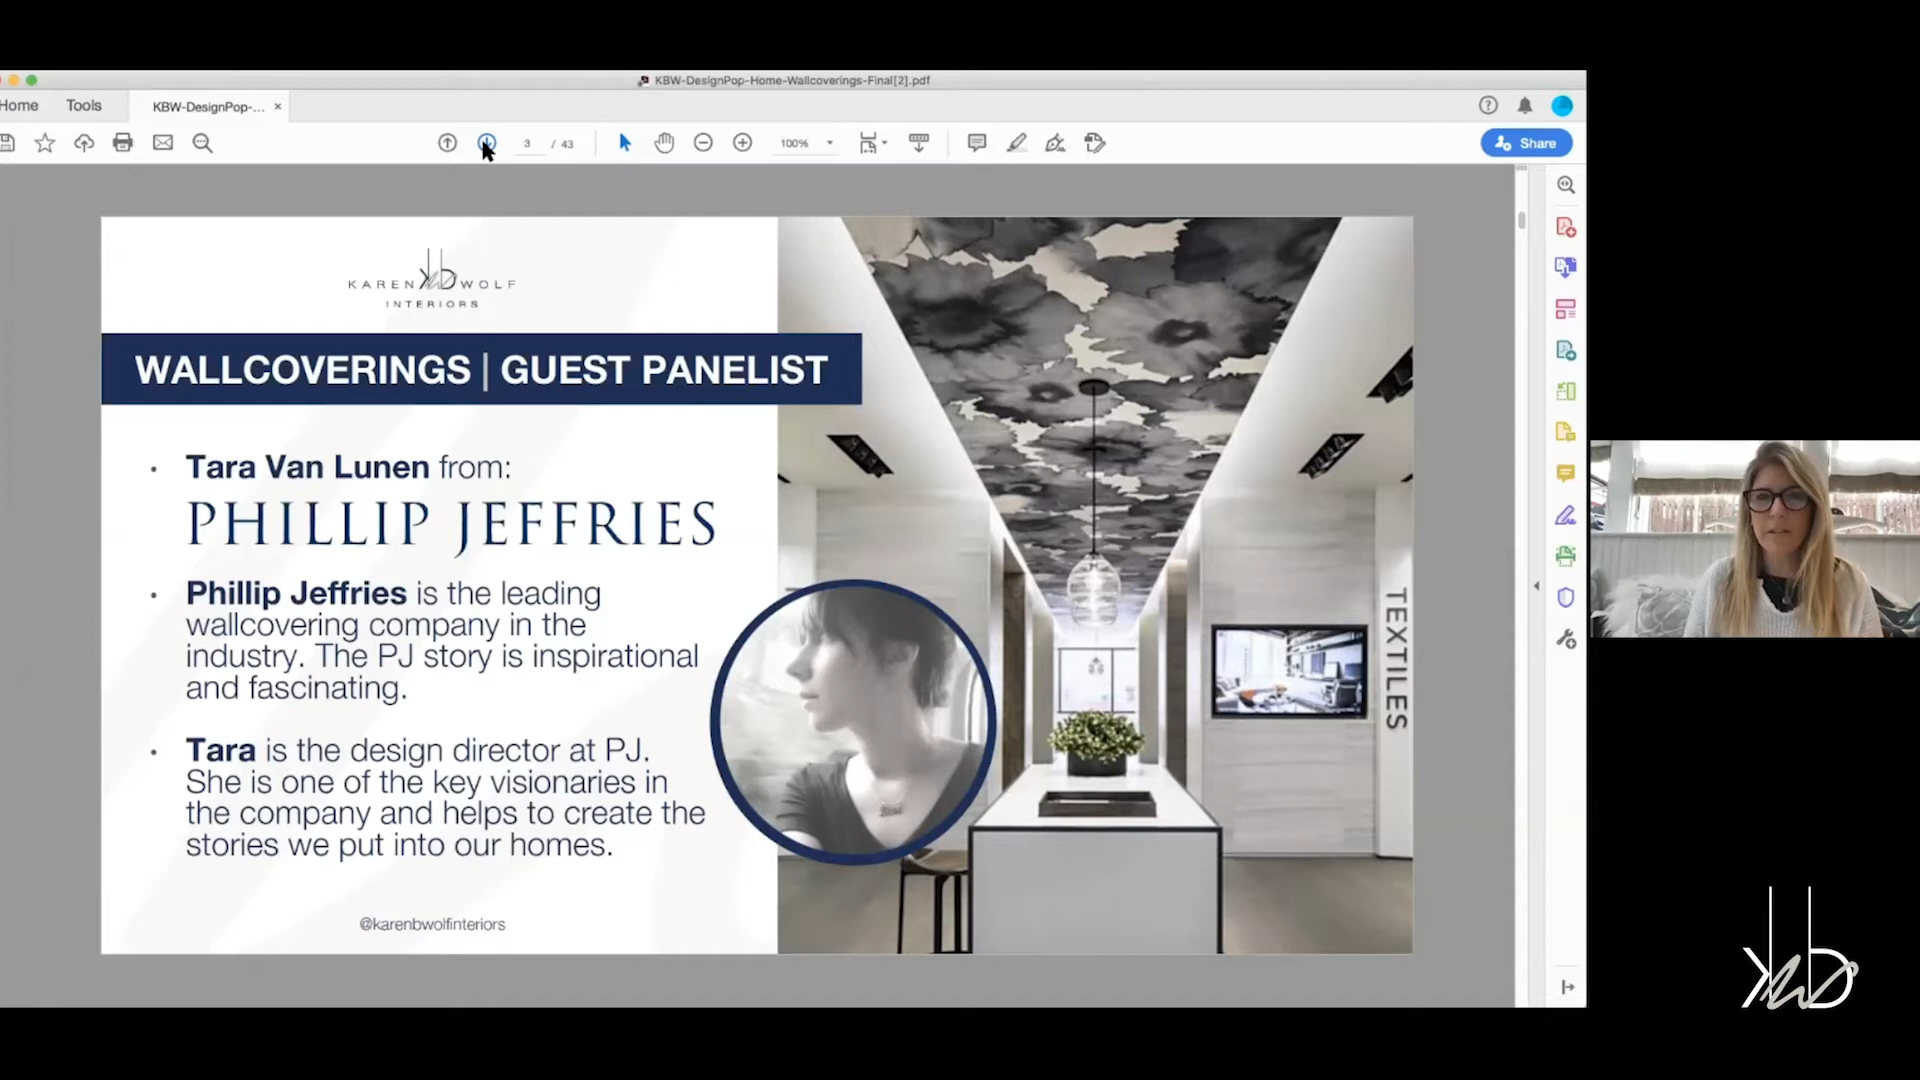 KBW-DesignPop-Home-Wallcoverings-Final[2].pdf
Home Tools KBW-DesignPop-... ×
3 / 43 100% Share
KAREN WOLF
INTERIORS
WALLCOVERINGS | GUEST PANELIST
• Tara Van Lunen from:
PHILLIP JEFFRIES
• Phillip Jeffries is the leading
wallcovering company in the
industry. The PJ story is inspirational
and fascinating.
• Tara is the design director at PJ.
She is one of the key visionaries in
the company and helps to create the
stories we put into our homes.
@karenbwolfinteriors
TEXTILES